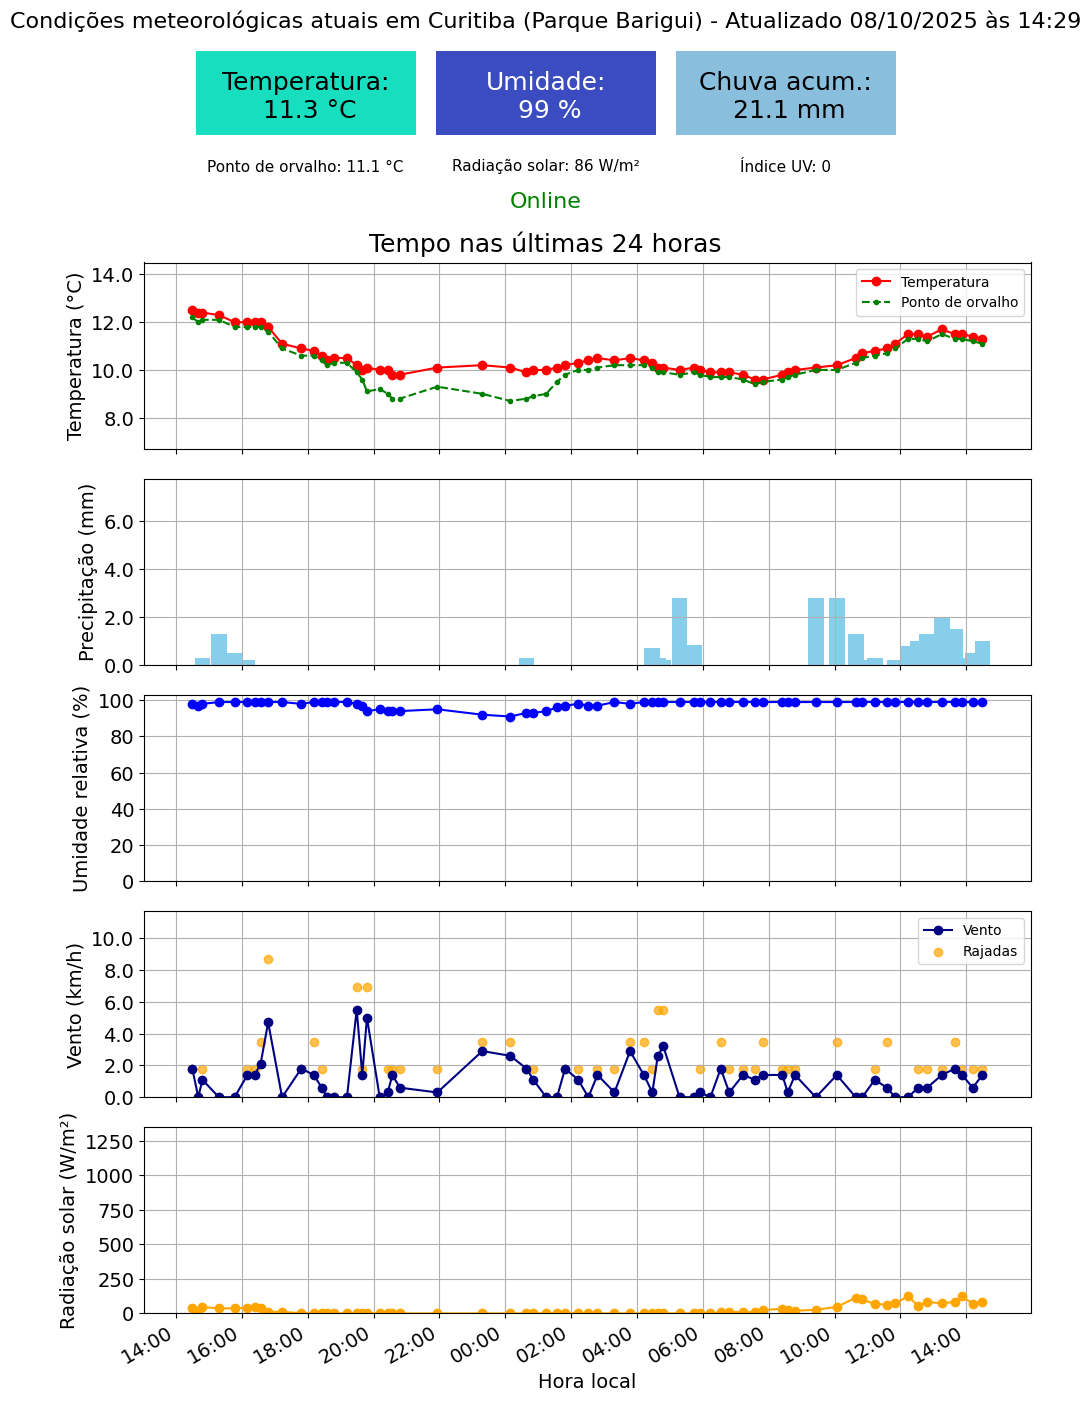 Condições meteorológicas atuais em Curitiba (Parque Barigui) - Atualizado 08/10/2025 às 14:29
Temperatura:
11.3 °C
Umidade:
99 %
Chuva acum.:
21.1 mm
Ponto de orvalho: 11.1 °C
Radiação solar: 86 W/m²
Índice UV: 0
Online
Tempo nas últimas 24 horas
Temperatura (°C)
14.0
12.0
10.0
8.0
Temperatura
Ponto de orvalho
Precipitação (mm)
6.0
4.0
2.0
0.0
Umidade relativa (%)
100
80
60
40
20
0
Vento (km/h)
10.0
8.0
6.0
4.0
2.0
0.0
Vento
Rajadas
Radiação solar (W/m²)
1250
1000
750
500
250
0
14:00
16:00
18:00
20:00
22:00
00:00
02:00
04:00
06:00
08:00
10:00
12:00
14:00
Hora local